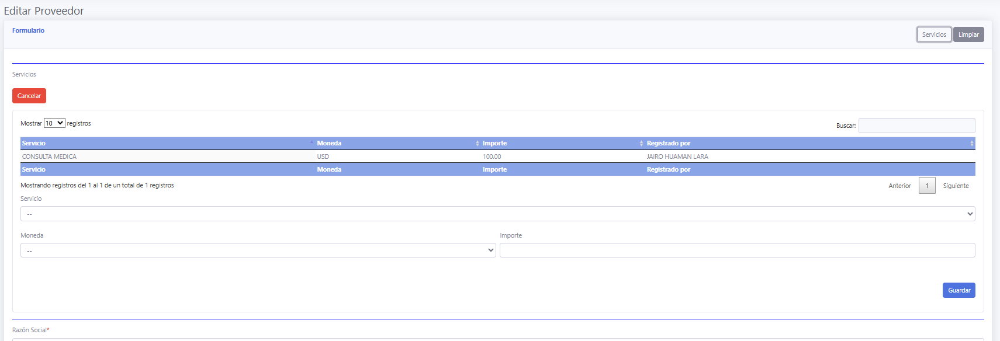 Editar Proveedor
Formulario
Servicios Limpiar
Servicios
Cancelar
Mostrar 10 registros
Buscar:
Servicio Moneda Importe Registrado por
CONSULTA MEDICA USD 100.00 JAIRO HUAMAN LARA
Servicio Moneda Importe Registrado por
Mostrando registros del 1 al 1 de un total de 1 registros
Anterior 1 Siguiente
Servicio
--
Moneda Importe
--
Guardar
Razón Social*